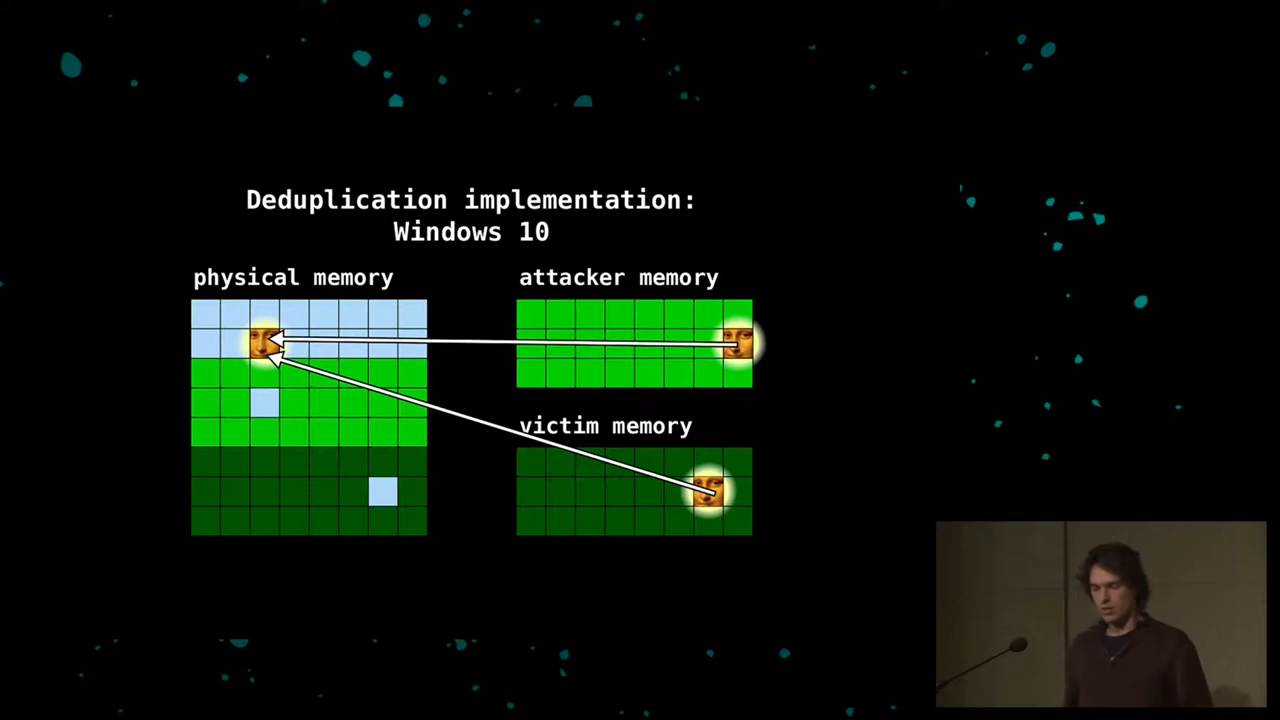 Deduplication implementation:
Windows 10
physical memory
attacker memory
victim memory